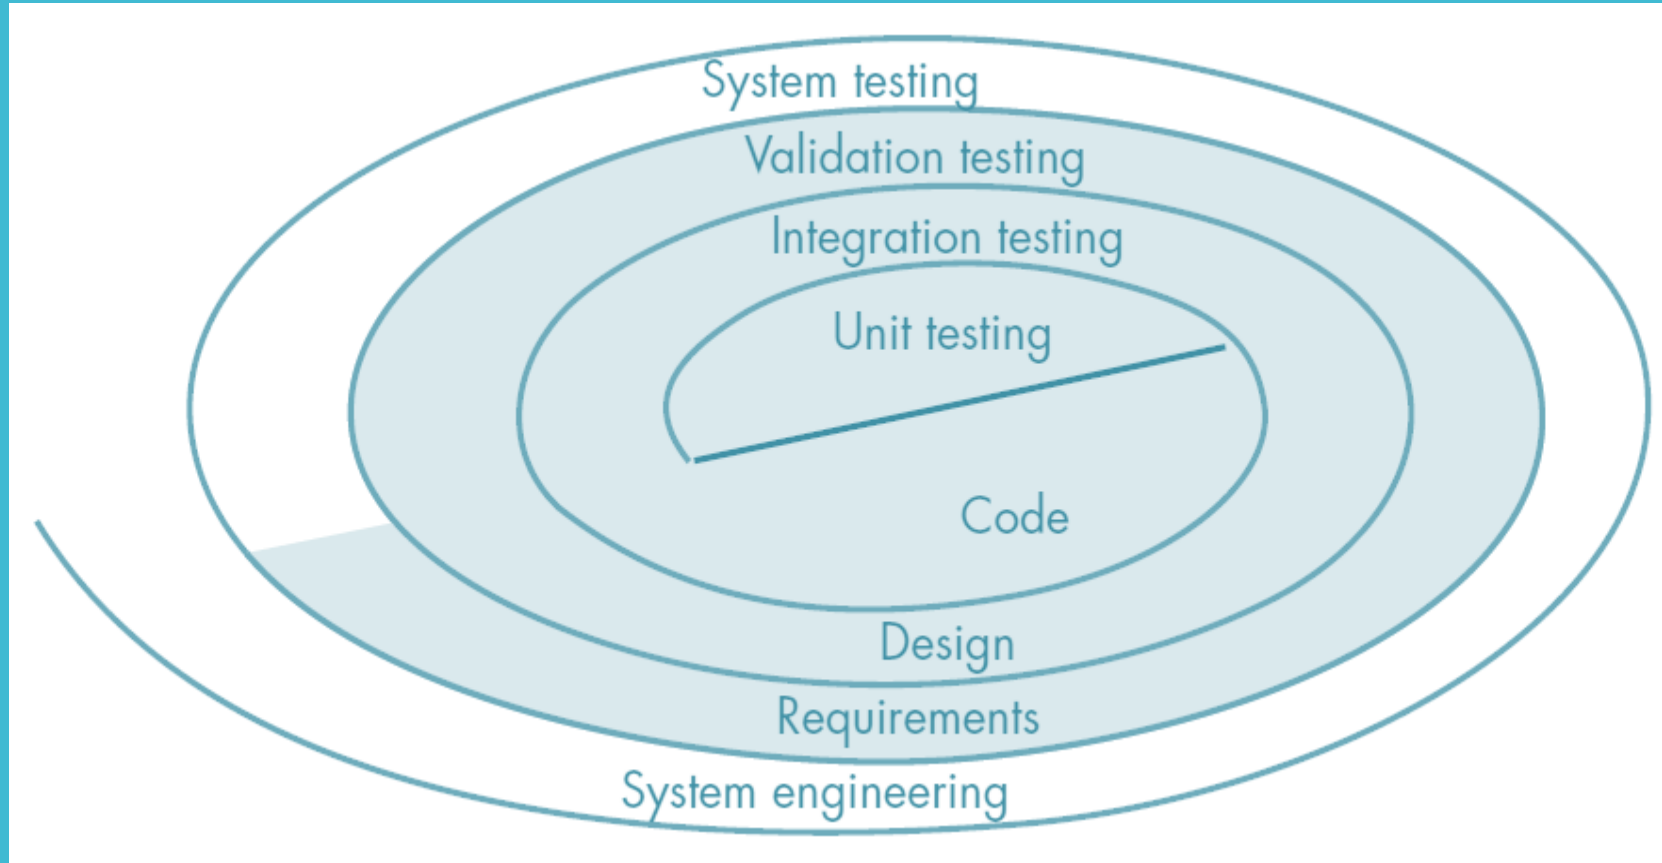 System testing
Validation testing
Integration testing
Unit testing
Code
Design
Requirements
System engineering